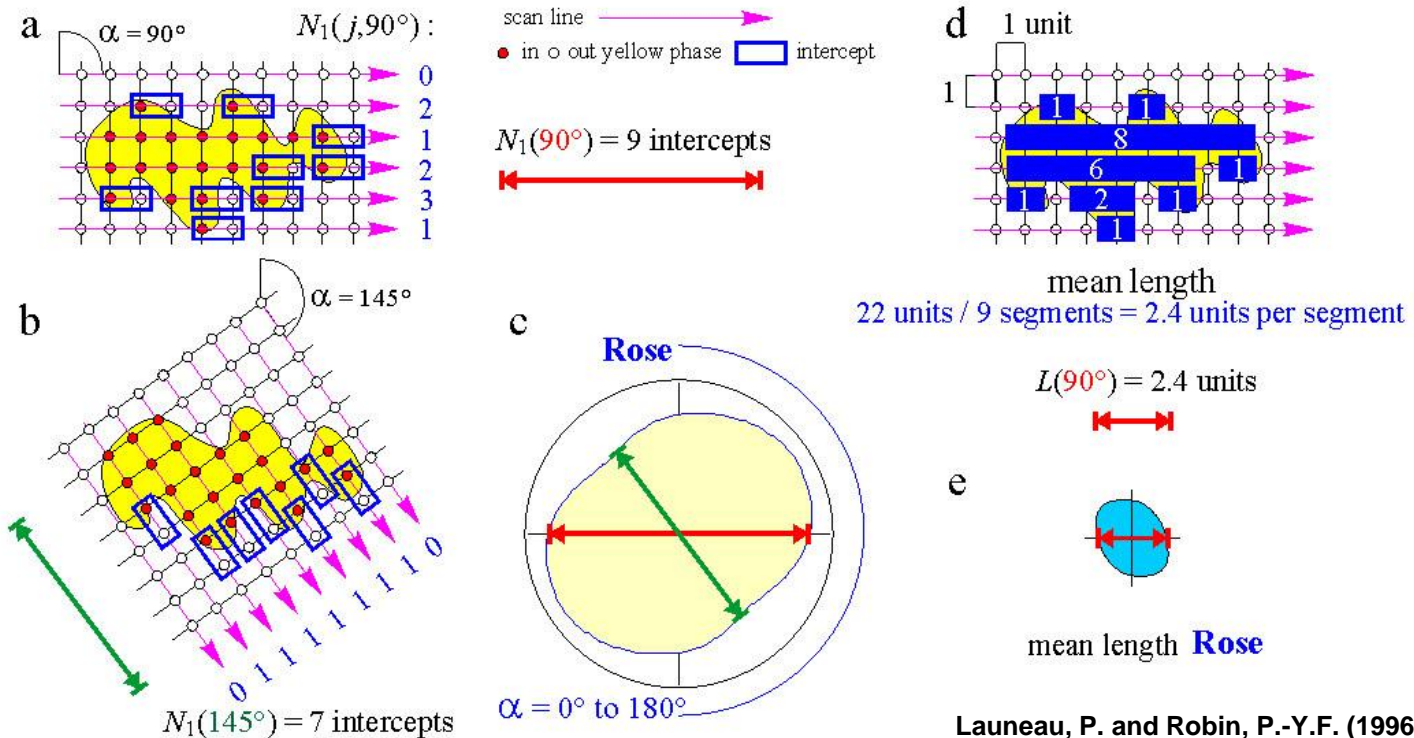 a
α = 90°
N₁(j,90°) :
0
2
1
2
3
1
scan line
in out yellow phase intercept
N₁(90°) = 9 intercepts
d
1 unit
1
1 1
8
6 1
1 2 1
1
mean length
22 units / 9 segments = 2.4 units per segment
L(90°) = 2.4 units
b
α = 145°
0 1 1 1 1 1 1 1 0
N₁(145°) = 7 intercepts
c
Rose
α = 0° to 180°
e
mean length Rose
Launeau, P. and Robin, P.-Y.F. (1996